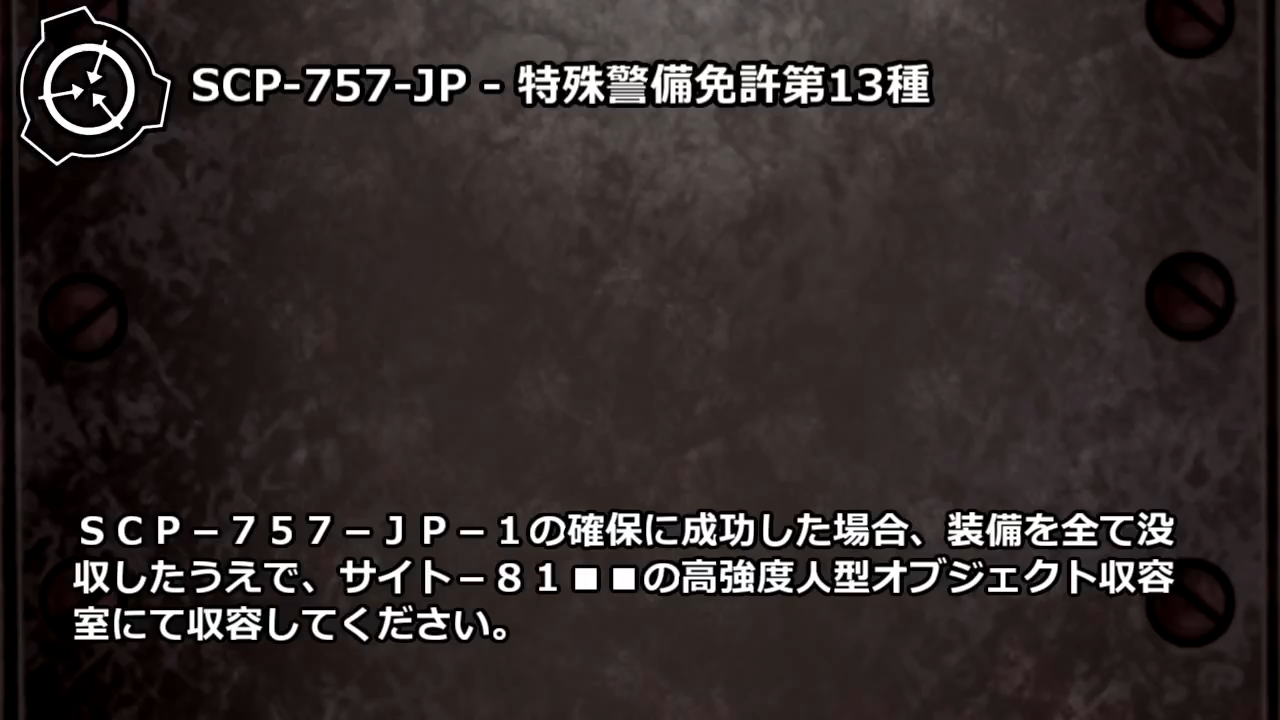 SCP-757-JP - 特殊警備免許第13種
ＳＣＰ－７５７－ＪＰ－１の確保に成功した場合、装備を全て没
収したうえで、サイト－８１■■の高強度人型オブジェクト収容
室にて収容してください。